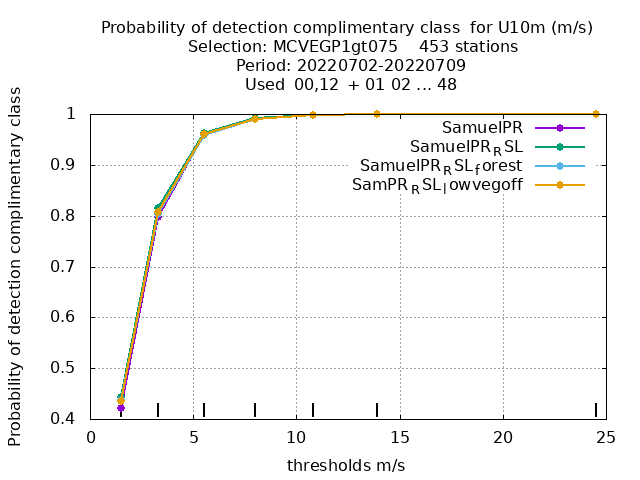 Probability of detection complimentary class  for U10m (m/s)
Selection: MCVEGP1gt075    453 stations
Period: 20220702-20220709
Used  00,12  + 01 02 ... 48
Probability of detection complimentary class
1
0.9
0.8
0.7
0.6
0.5
0.4
SamuelPR
SamuelPR_RSL
SamuelPR_RSL_forest
SamPR_RSL_lowvegoff
0 5 10 15 20 25
thresholds m/s